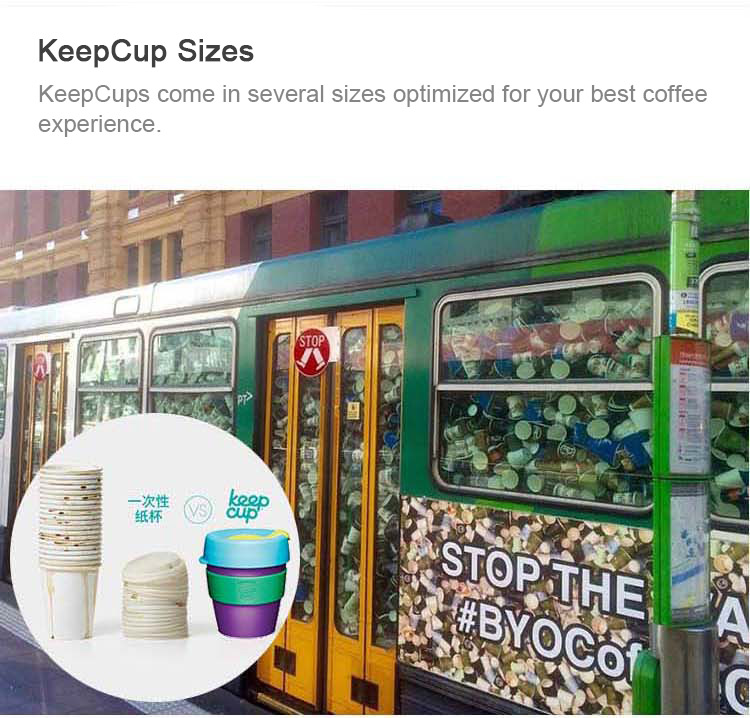 KeepCup Sizes
KeepCups come in several sizes optimized for your best coffee
experience.
STOP
PT>
一次性
纸杯
VS
keep
cup
STOP THE
#BYOCof